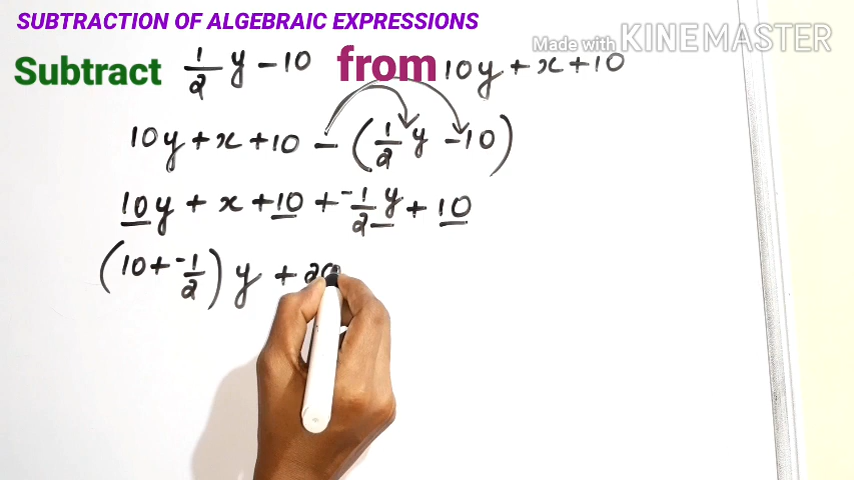 SUBTRACTION OF ALGEBRAIC EXPRESSIONS
Made with KINEMASTER
Subtract 1/2 y - 10 from 10y + x + 10
10y + x + 10 - (1/2 y - 10)
10y + x + 10 + -1/2 y + 10
(10 + -1/2) y + 20